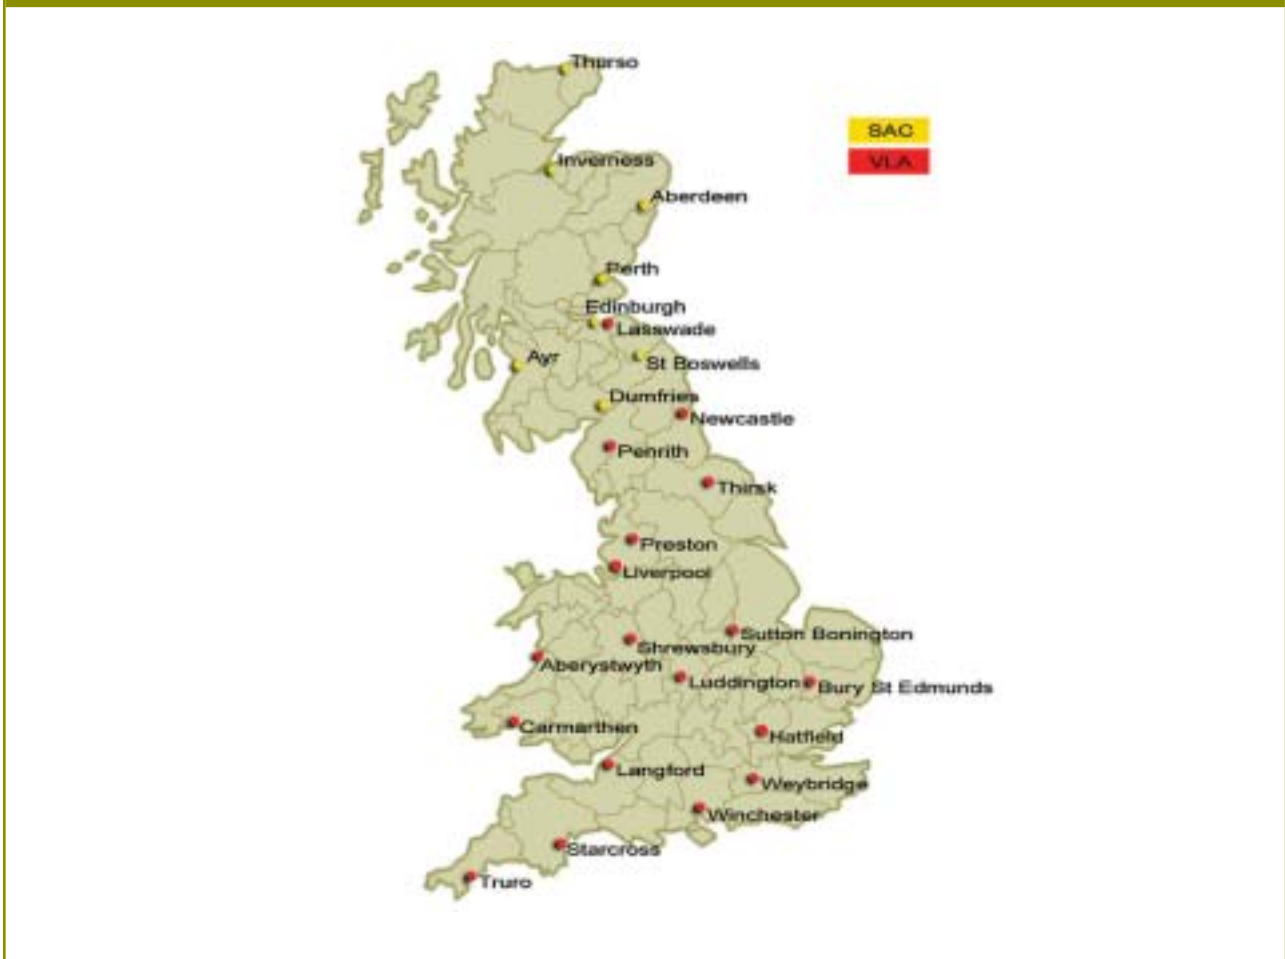 Thurso
SAC
VLA
Inverness
Aberdeen
Perth
Edinburgh
Lasswade
Ayr
St Boswells
Dumfries
Newcastle
Penrith
Thirsk
Preston
Liverpool
Sutton Bonington
Shrewsbury
Aberystwyth
Luddington
Bury St Edmunds
Carmarthen
Hatfield
Langford
Weybridge
Winchester
Starcross
Truro